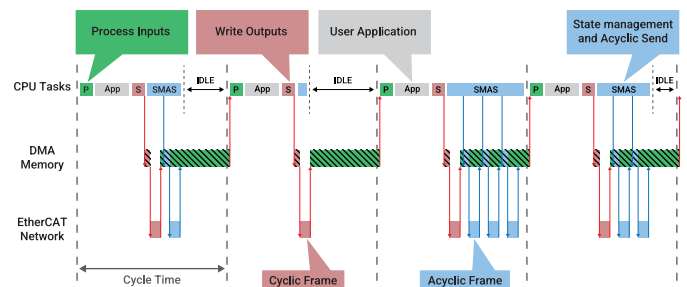 Process Inputs
Write Outputs
User Application
State management
and Acyclic Send
CPU Tasks
P App S SMAS IDLE P App S IDLE P App S SMAS P App S SMAS IDLE
DMA
Memory
EtherCAT
Network
Cycle Time
Cyclic Frame
Acyclic Frame